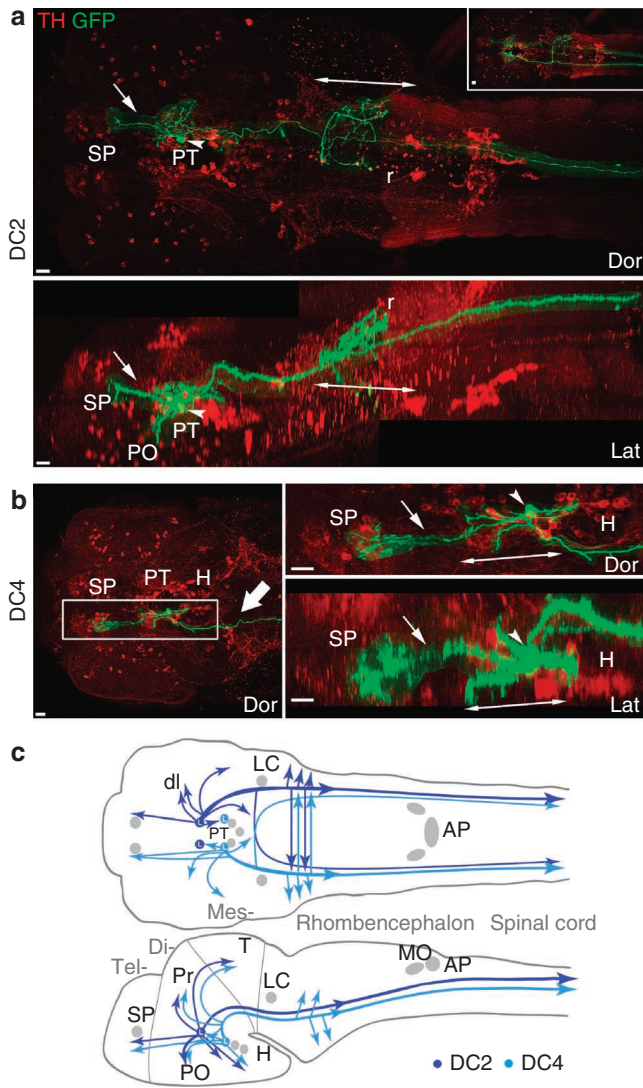 a
TH GFP
SP
PT
r
DC2
Dor
r
SP
PT
PO
Lat
b
SP
PT
H
DC4
Dor
SP
H
Dor
SP
H
Lat
c
LC
dl
L
L
PT
L
L
AP
Mes-
Rhombencephalon
Spinal cord
Di-
Tel-
T
MO
AP
Pr
LC
SP
L
L
PO
H
DC2
DC4